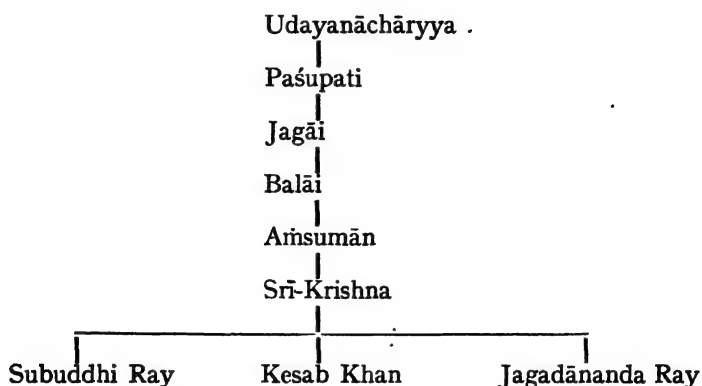 Udayanāchāryya .
Paśupati
Jagāi
Balāi
Aṁsumān
Srī-Krishna
Subuddhi Ray Kesab Khan Jagadānanda Ray